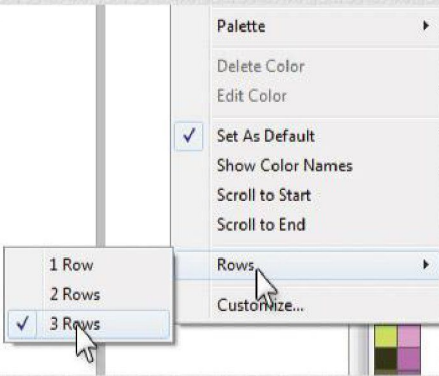 Palette
Delete Color
Edit Color
Set As Default
Show Color Names
Scroll to Start
Scroll to End
Rows
Customize...
1 Row
2 Rows
3 Rows